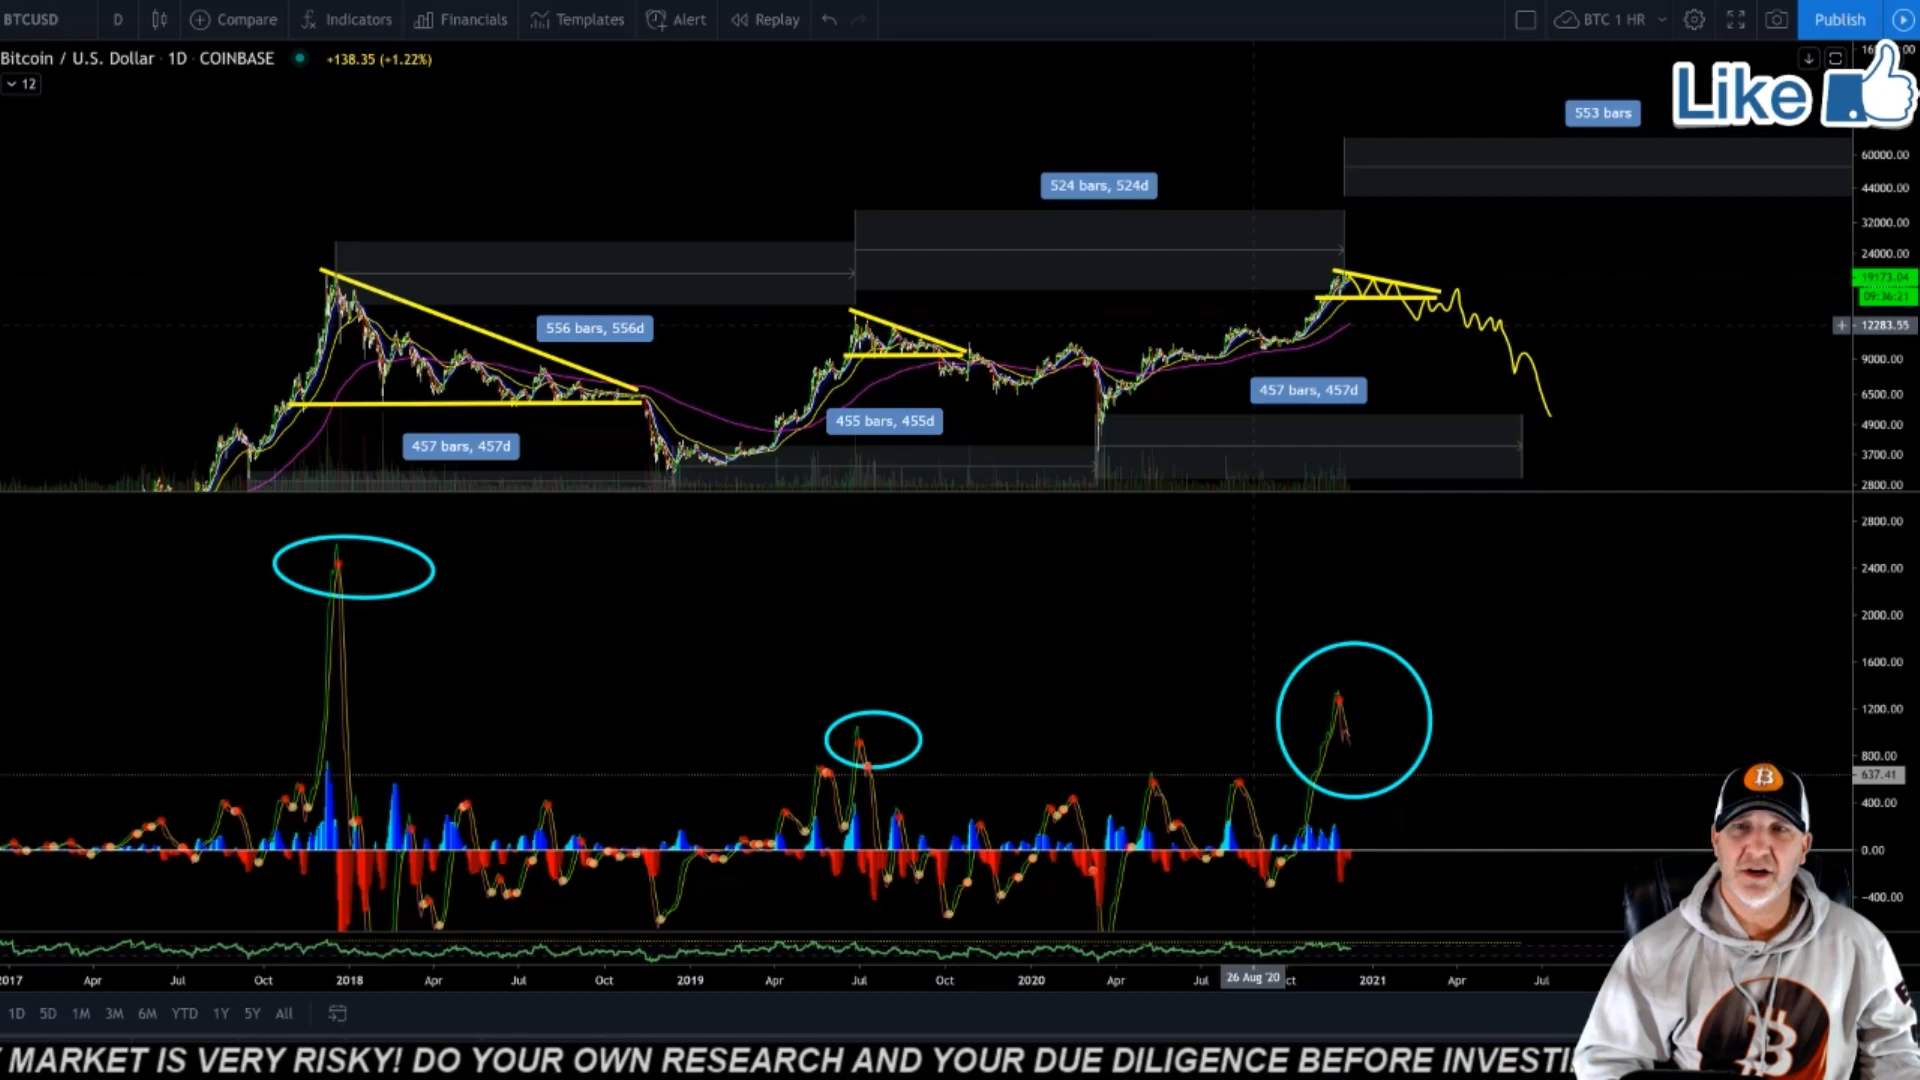 BTCUSD D Compare Indicators Financials Templates Alert Replay BTC 1 HR Publish
Bitcoin / U.S. Dollar 1D COINBASE +138.35 (+1.22%)
12
Like
553 bars
524 bars, 524d
556 bars, 556d
457 bars, 457d
455 bars, 455d
457 bars, 457d
60000.00
44000.00
32000.00
24000.00
19173.04
09:36:21
12283.55
9000.00
6500.00
4900.00
3700.00
2800.00
2800.00
2400.00
2000.00
1600.00
1200.00
800.00
637.41
400.00
0.00
−400.00
2017 Apr Jul Oct 2018 Apr Jul Oct 2019 Apr Jul Oct 2020 Apr Jul 26 Aug '20 ct 2021 Apr Jul
1D 5D 1M 3M 6M YTD 1Y 5Y All
MARKET IS VERY RISKY! DO YOUR OWN RESEARCH AND YOUR DUE DILIGENCE BEFORE INVESTI